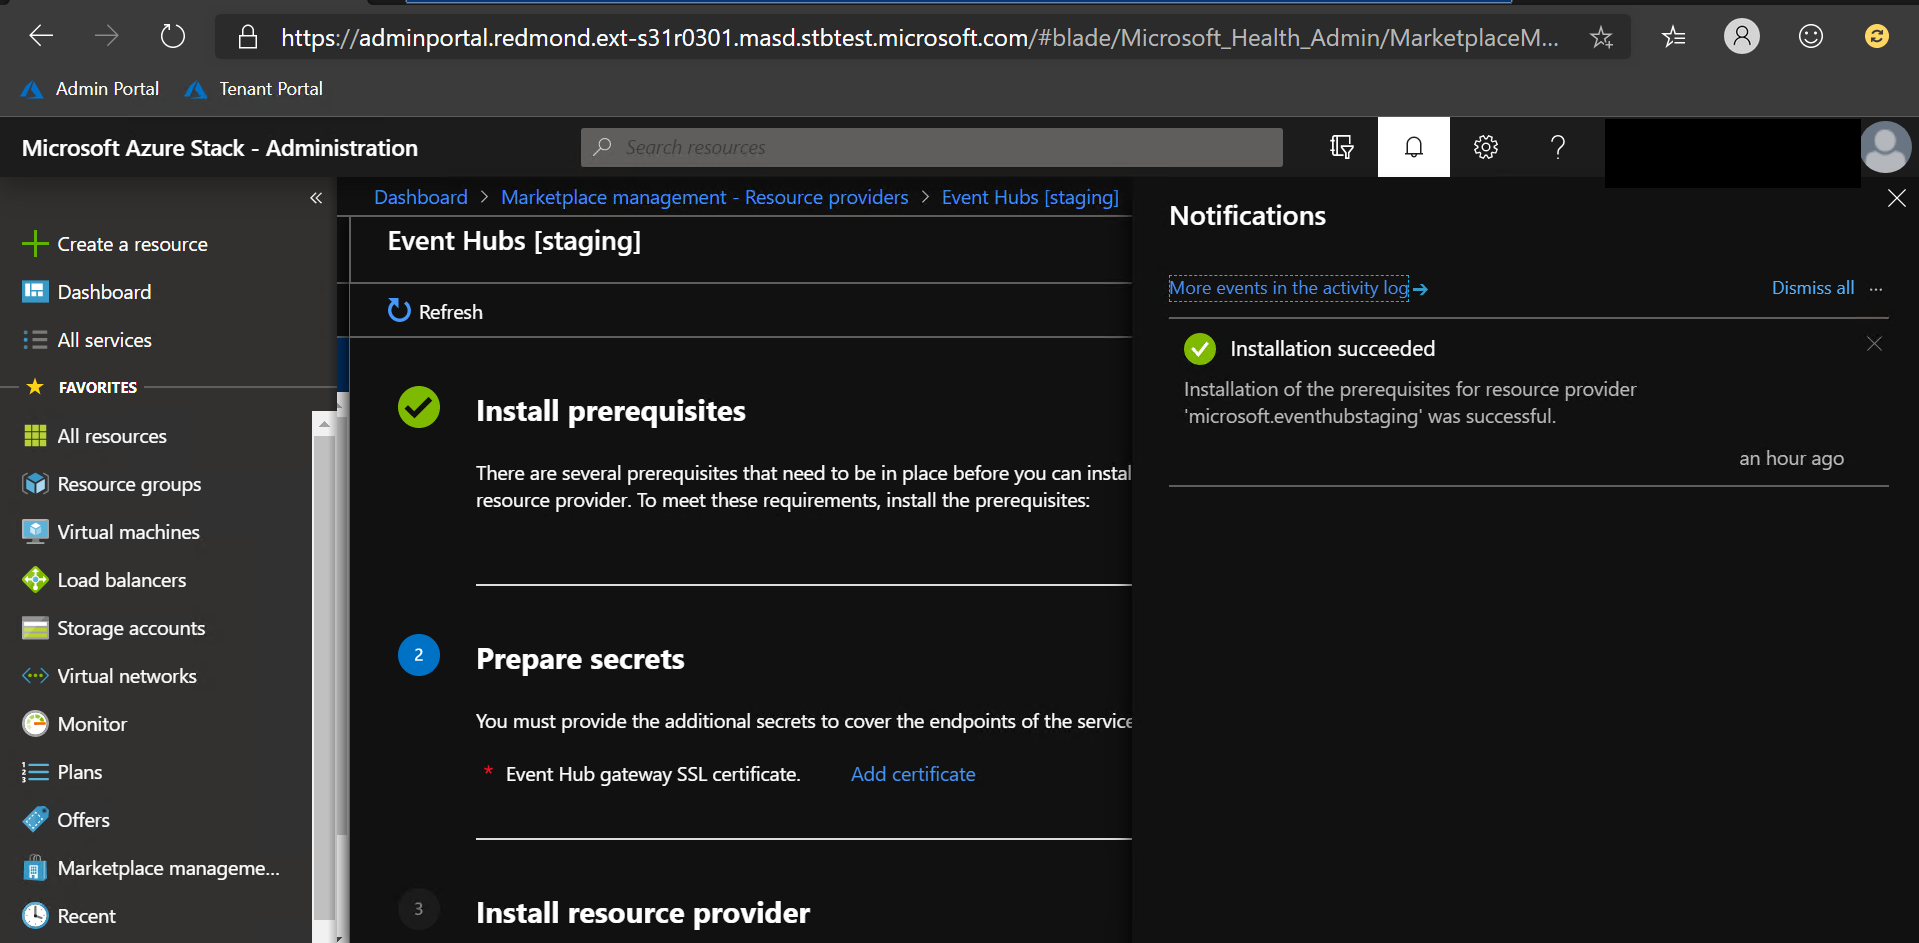 https://adminportal.redmond.ext-s31r0301.masd.stbtest.microsoft.com/#blade/Microsoft_Health_Admin/MarketplaceM...
Admin Portal
Tenant Portal
Microsoft Azure Stack - Administration
Search resources
?
«
Create a resource
Dashboard
All services
FAVORITES
All resources
Resource groups
Virtual machines
Load balancers
Storage accounts
Virtual networks
Monitor
Plans
Offers
Marketplace manageme...
Recent
Dashboard > Marketplace management - Resource providers > Event Hubs [staging]
Event Hubs [staging]
Refresh
Install prerequisites
There are several prerequisites that need to be in place before you can instal
resource provider. To meet these requirements, install the prerequisites:
2
Prepare secrets
You must provide the additional secrets to cover the endpoints of the service
* Event Hub gateway SSL certificate. Add certificate
3
Install resource provider
Notifications
More events in the activity log →
Dismiss all ...
Installation succeeded
Installation of the prerequisites for resource provider
'microsoft.eventhubstaging' was successful.
an hour ago